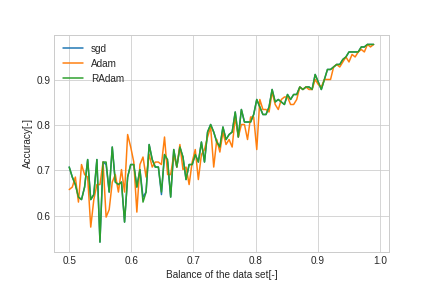 sgd
Adam
RAdam
0.9
0.8
0.7
0.6
Accuracy[-]
0.5 0.6 0.7 0.8 0.9 1.0
Balance of the data set[-]